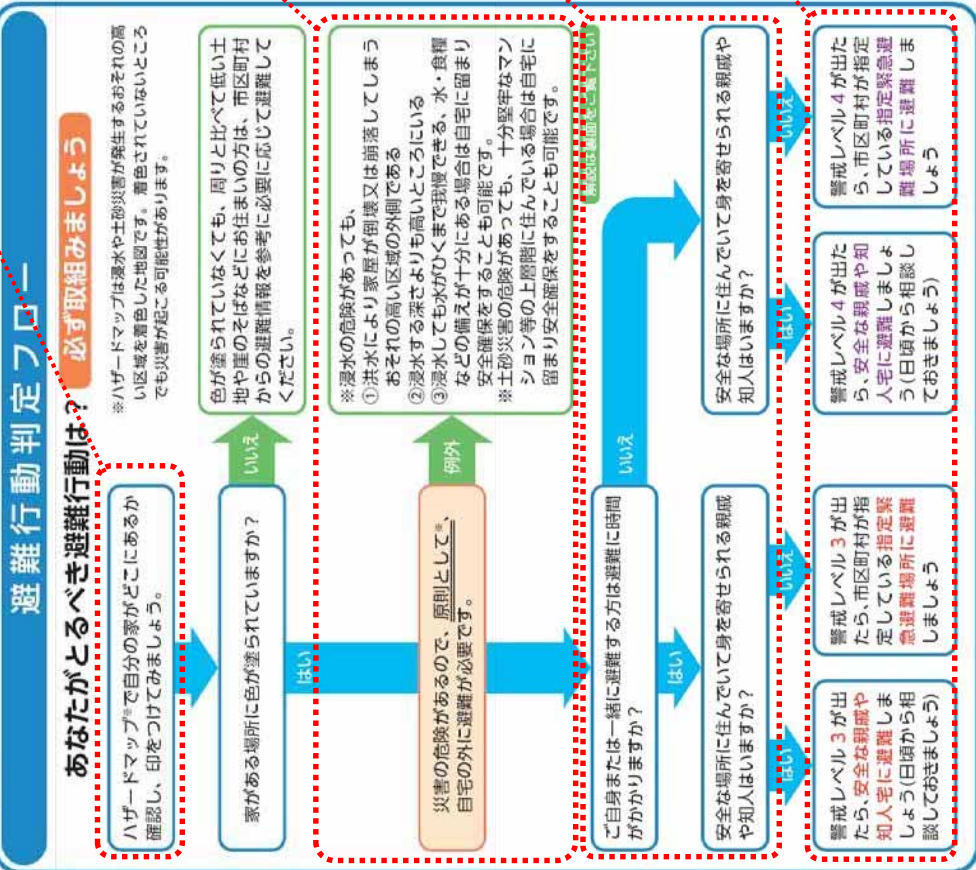 避難行動判定フロー
あなたがとるべき避難行動は?
必ず取組みましょう
※ハザードマップは浸水や土砂災害が発生するおそれの高
い区域を着色した地図です。着色されていないところ
でも災害が起こる可能性があります。
ハザードマップ※で自分の家がどこにあるか
確認し、印をつけてみましょう。
家がある場所に色が塗られていますか?
いいえ
色が塗られていなくても、周りと比べて低い土
地や崖のそばなどにお住まいの方は、市区町村
からの避難情報を参考に必要に応じて避難して
ください。
はい
災害の危険があるので、原則として※、
自宅の外に避難が必要です。
例外
※浸水の危険があっても、
①洪水により家屋が倒壊又は崩落してしまう
おそれの高い区域の外側である
②浸水する深さよりも高いところにいる
③浸水しても水がひくまで我慢できる、水・食糧
などの備えが十分にある場合は自宅に留まり
安全確保をすることも可能です。
※土砂災害の危険があっても、十分堅牢なマン
ション等の上層階に住んでいる場合は自宅に
留まり安全確保をすることも可能です。
解説は裏面をご覧下さい
ご自身または一緒に避難する方は避難に時間
がかかりますか?
はい
いいえ
安全な場所に住んでいて身を寄せられる親戚
や知人はいますか?
安全な場所に住んでいて身を寄せられる親戚や
知人はいますか?
はい
いいえ
はい
いいえ
警戒レベル3が出
たら、安全な親戚や
知人宅に避難しま
しょう(日頃から相
談しておきましょう)
警戒レベル3が出
たら、市区町村が指
定している指定緊
急避難場所に避難
しましょう
警戒レベル4が出た
ら、安全な親戚や知
人宅に避難しましょ
う(日頃から相談し
ておきましょう)
警戒レベル4が出た
ら、市区町村が指定
している指定緊急避
難場所に避難しま
しょう